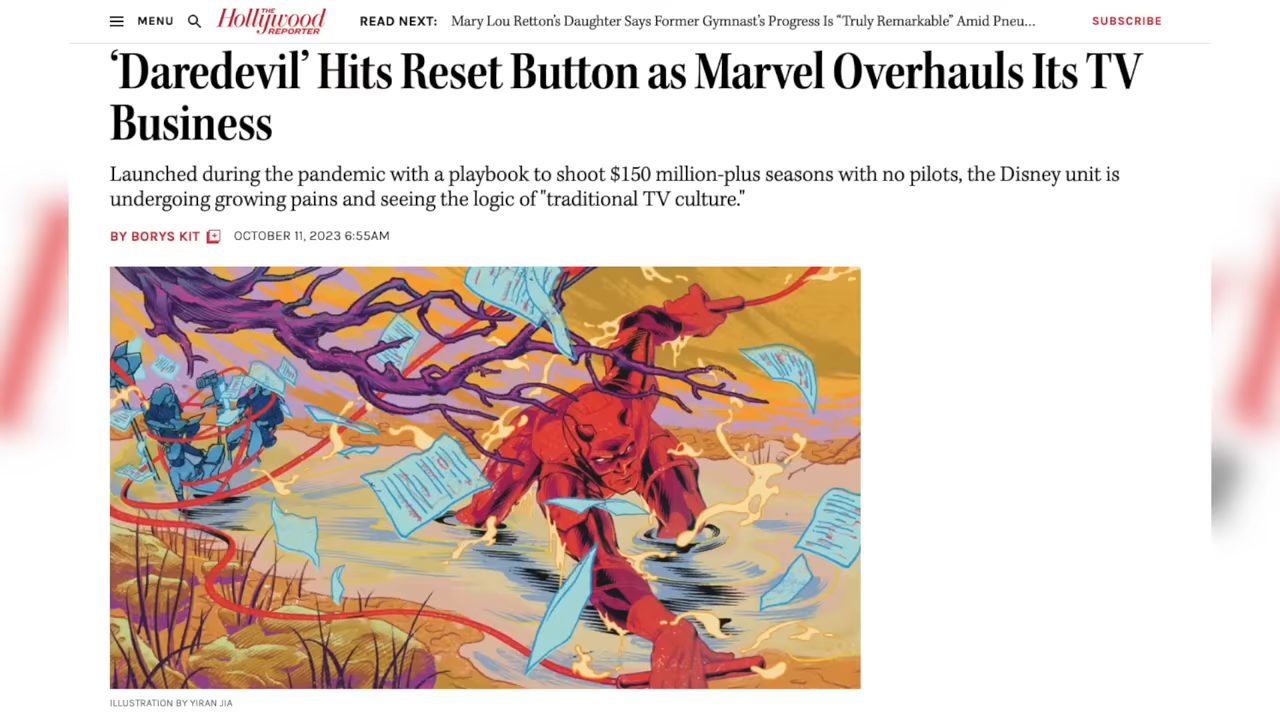 MENU
The Hollywood REPORTER
READ NEXT: Mary Lou Retton’s Daughter Says Former Gymnast’s Progress Is “Truly Remarkable” Amid Pneu...
SUBSCRIBE
‘Daredevil’ Hits Reset Button as Marvel Overhauls Its TV
Business
Launched during the pandemic with a playbook to shoot $150 million-plus seasons with no pilots, the Disney unit is
undergoing growing pains and seeing the logic of "traditional TV culture."
BY BORYS KIT
OCTOBER 11, 2023 6:55AM
ILLUSTRATION BY YIRAN JIA